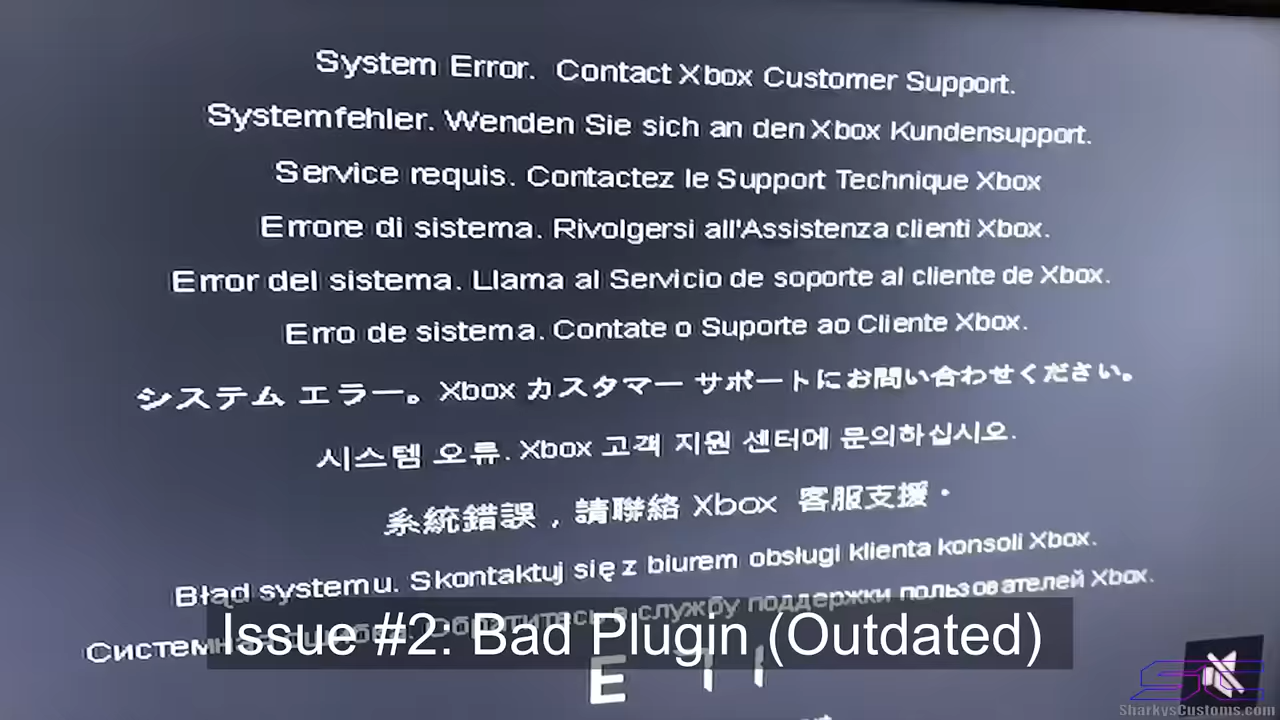 System Error. Contact Xbox Customer Support.
Systemfehler. Wenden Sie sich an den Xbox Kundensupport.
Service requis. Contactez le Support Technique Xbox
Errore di sistema. Rivolgersi all'Assistenza clienti Xbox.
Error del sistema. Llama al Servicio de soporte al cliente de Xbox.
Erro de sistema. Contate o Suporte ao Cliente Xbox.
システム エラー。 Xbox カスタマー サポートにお問い合わせください。
시스템 오류. Xbox 고객 지원 센터에 문의하십시오.
系統錯誤，請聯絡 Xbox 客服支援。
Błąd systemu. Skontaktuj się z biurem obsługi klienta konsoli Xbox.
Системная ошибка. Обратитесь в службу поддержки пользователей Xbox.
Issue #2: Bad Plugin (Outdated)
E
SC
SharkysCustoms.com